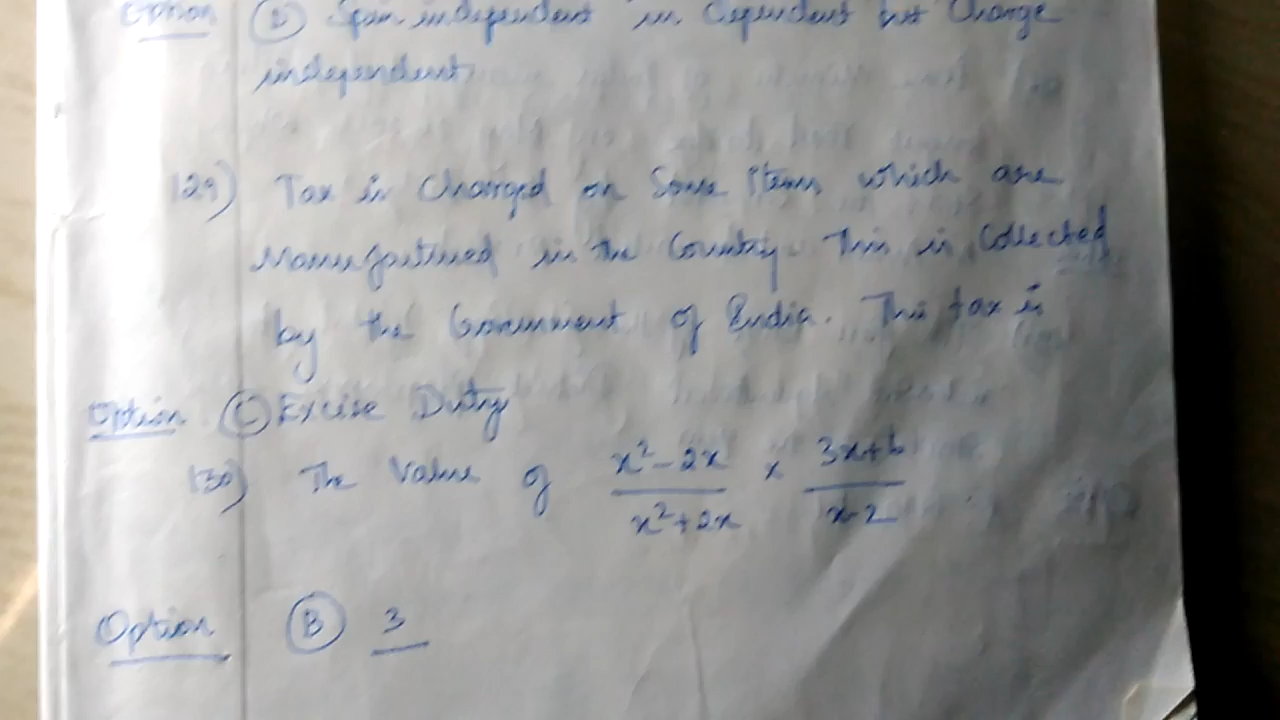 Option (D) Spin independent in dependent but Charge
independent
129) Tax is Charged on Some Items which are
Manufactured in the Country. This is Collected
by the Government of India. This tax is
Option (C) Excise Duty
130) The Value of x²-2x/x²+2x × 3x+6/x-2
Option (B) 3